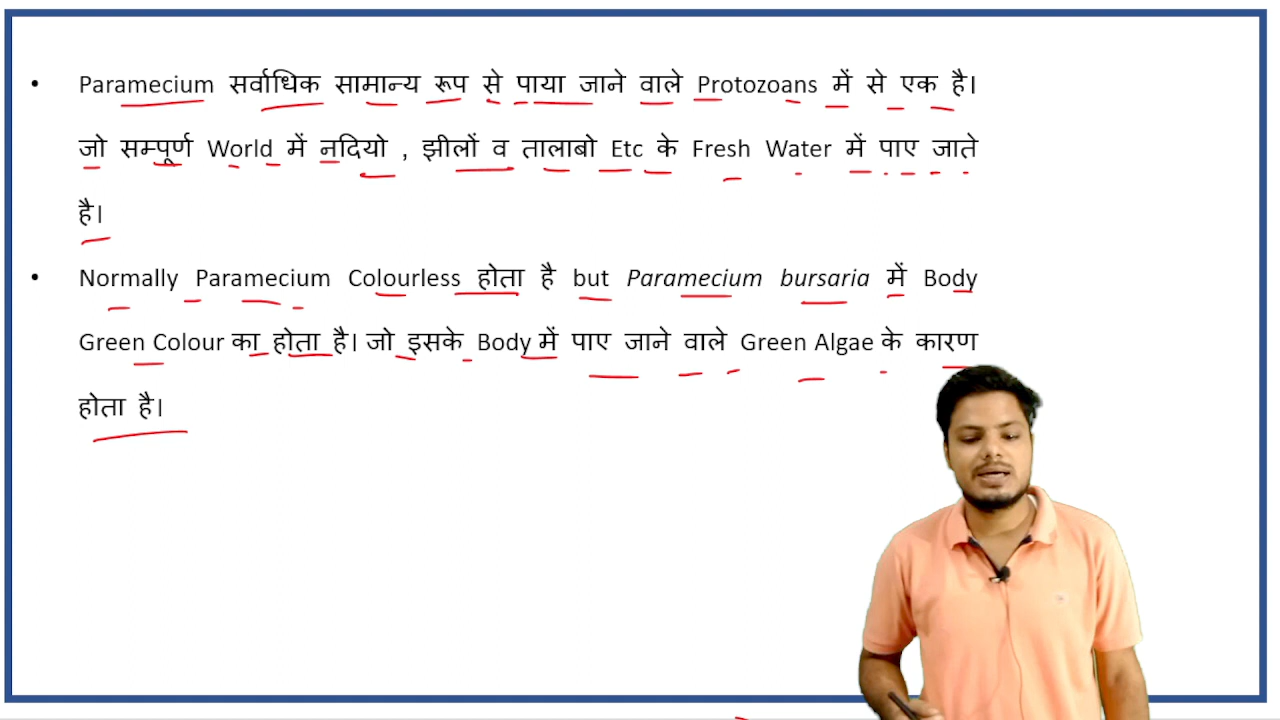 • Paramecium सर्वाधिक सामान्य रूप से पाया जाने वाले Protozoans में से एक है।
जो सम्पूर्ण World में नदियो , झीलों व तालाबो Etc के Fresh Water में पाए जाते
है।
• Normally Paramecium Colourless होता है but Paramecium bursaria में Body
Green Colour का होता है। जो इसके Body में पाए जाने वाले Green Algae के कारण
होता है।